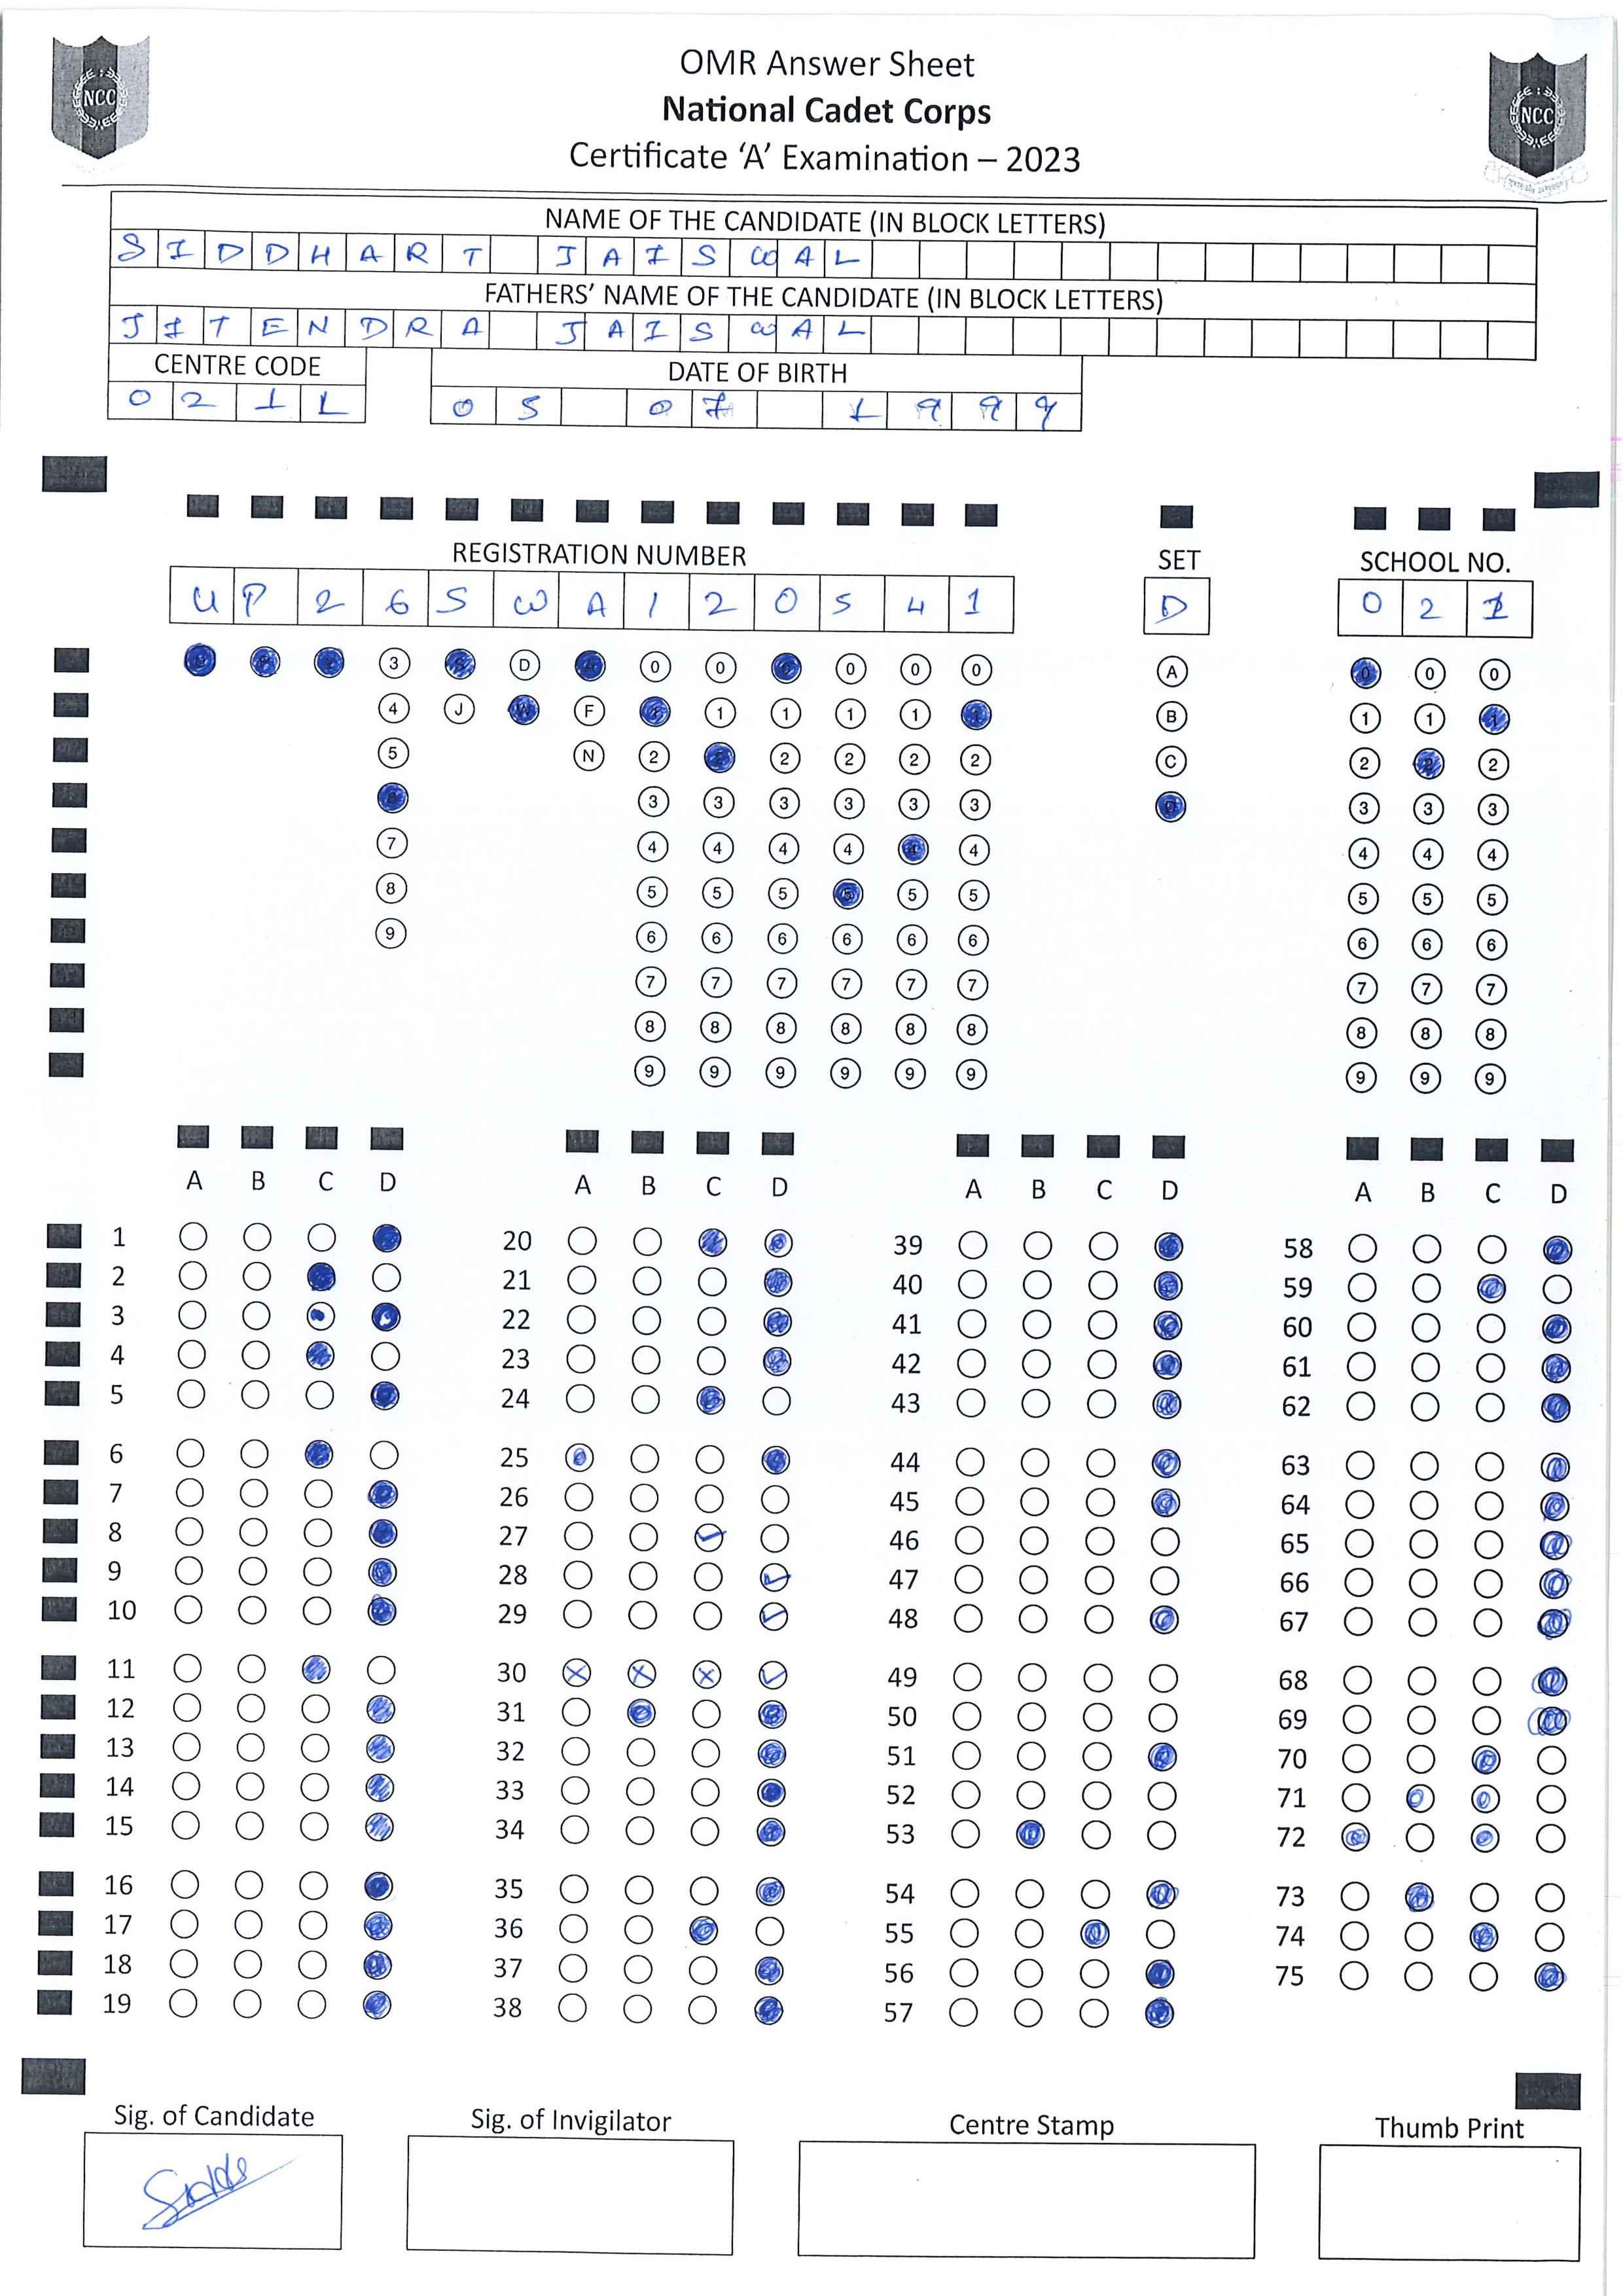 OMR Answer Sheet
NCC National Cadet Corps NCC
Certificate ‘A’ Examination – 2023
NAME OF THE CANDIDATE (IN BLOCK LETTERS)
SIDDHART JAISWAL
FATHERS’ NAME OF THE CANDIDATE (IN BLOCK LETTERS)
JITENDRA JAISWAL
CENTRE CODE DATE OF BIRTH
021L 05 07 1999
REGISTRATION NUMBER SET SCHOOL NO.
U P 2 6 S W A 1 2 0 5 4 1 D 0 2 1
3 D 0 0 0 0 0 A 0 0 0
4 J W F 1 1 1 1 1 1 B 1 1 1
5 N 2 2 2 2 2 C 2 2 2
3 3 3 3 3 3 D 3 3 3
7 4 4 4 4 4 4 4 4 4
8 5 5 5 5 5 5 5 5 5
9 6 6 6 6 6 6 6 6 6
7 7 7 7 7 7 7 7 7
8 8 8 8 8 8 8 8 8
9 9 9 9 9 9 9 9 9
A B C D A B C D A B C D A B C D
1 20 39 58
2 21 40 59
3 22 41 60
4 23 42 61
5 24 43 62
6 25 44 63
7 26 45 64
8 27 46 65
9 28 47 66
10 29 48 67
11 30 49 68
12 31 50 69
13 32 51 70
14 33 52 71
15 34 53 72
16 35 54 73
17 36 55 74
18 37 56 75
19 38 57
Sig. of Candidate Sig. of Invigilator Centre Stamp Thumb Print